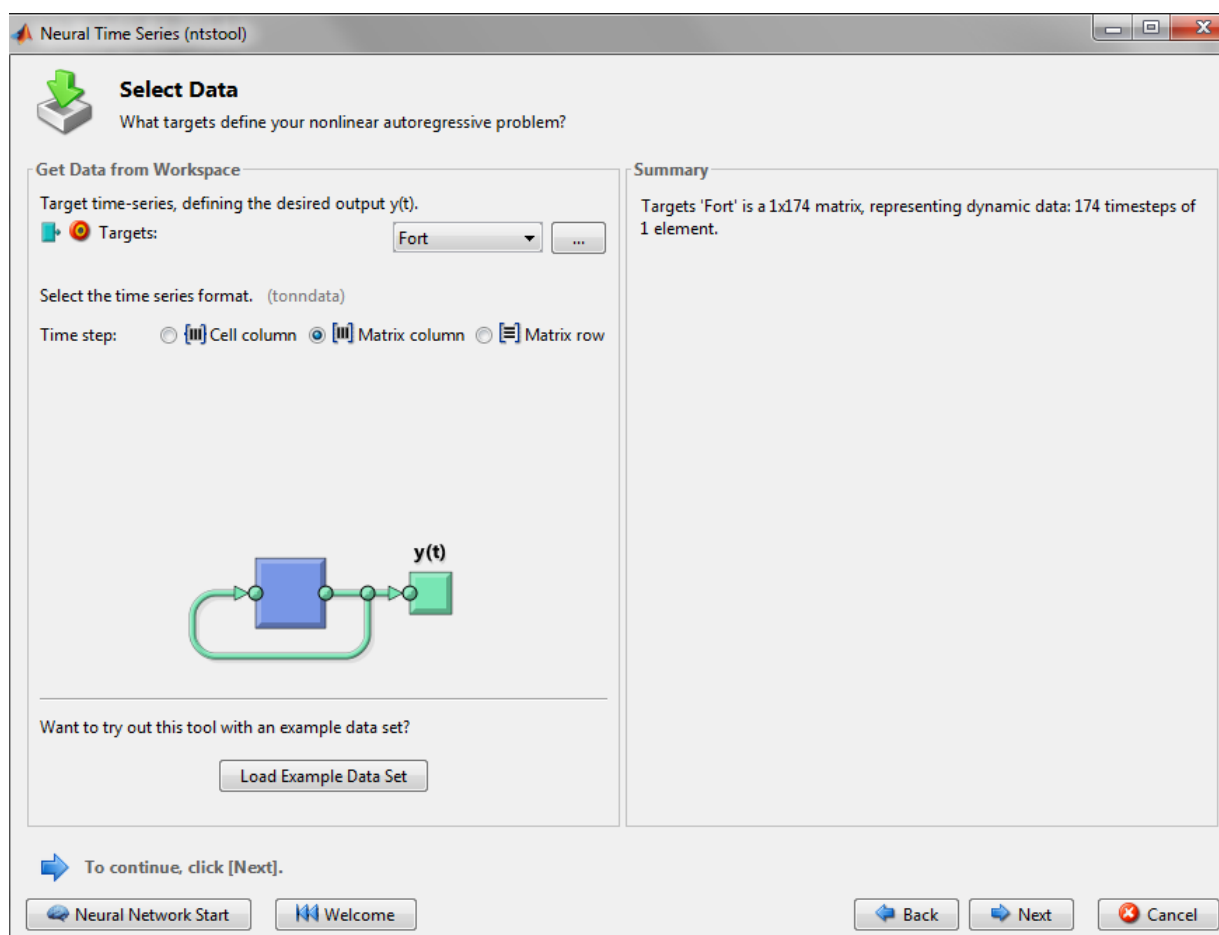 Neural Time Series (ntstool)
Select Data
What targets define your nonlinear autoregressive problem?
Get Data from Workspace
Target time-series, defining the desired output y(t).
Targets:
Fort
...
Select the time series format. (tonndata)
Time step:
Cell column
Matrix column
Matrix row
y(t)
Want to try out this tool with an example data set?
Load Example Data Set
Summary
Targets 'Fort' is a 1x174 matrix, representing dynamic data: 174 timesteps of
1 element.
To continue, click [Next].
Neural Network Start
Welcome
Back
Next
Cancel